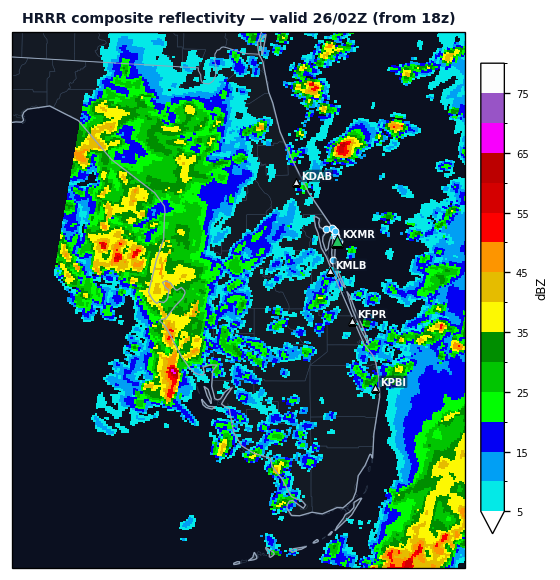 HRRR composite reflectivity — valid 26/02Z (from 18z)
KDAB
KXMR
KMLB
KFPR
KPBI
75
65
55
45
35
25
15
5
dBZ